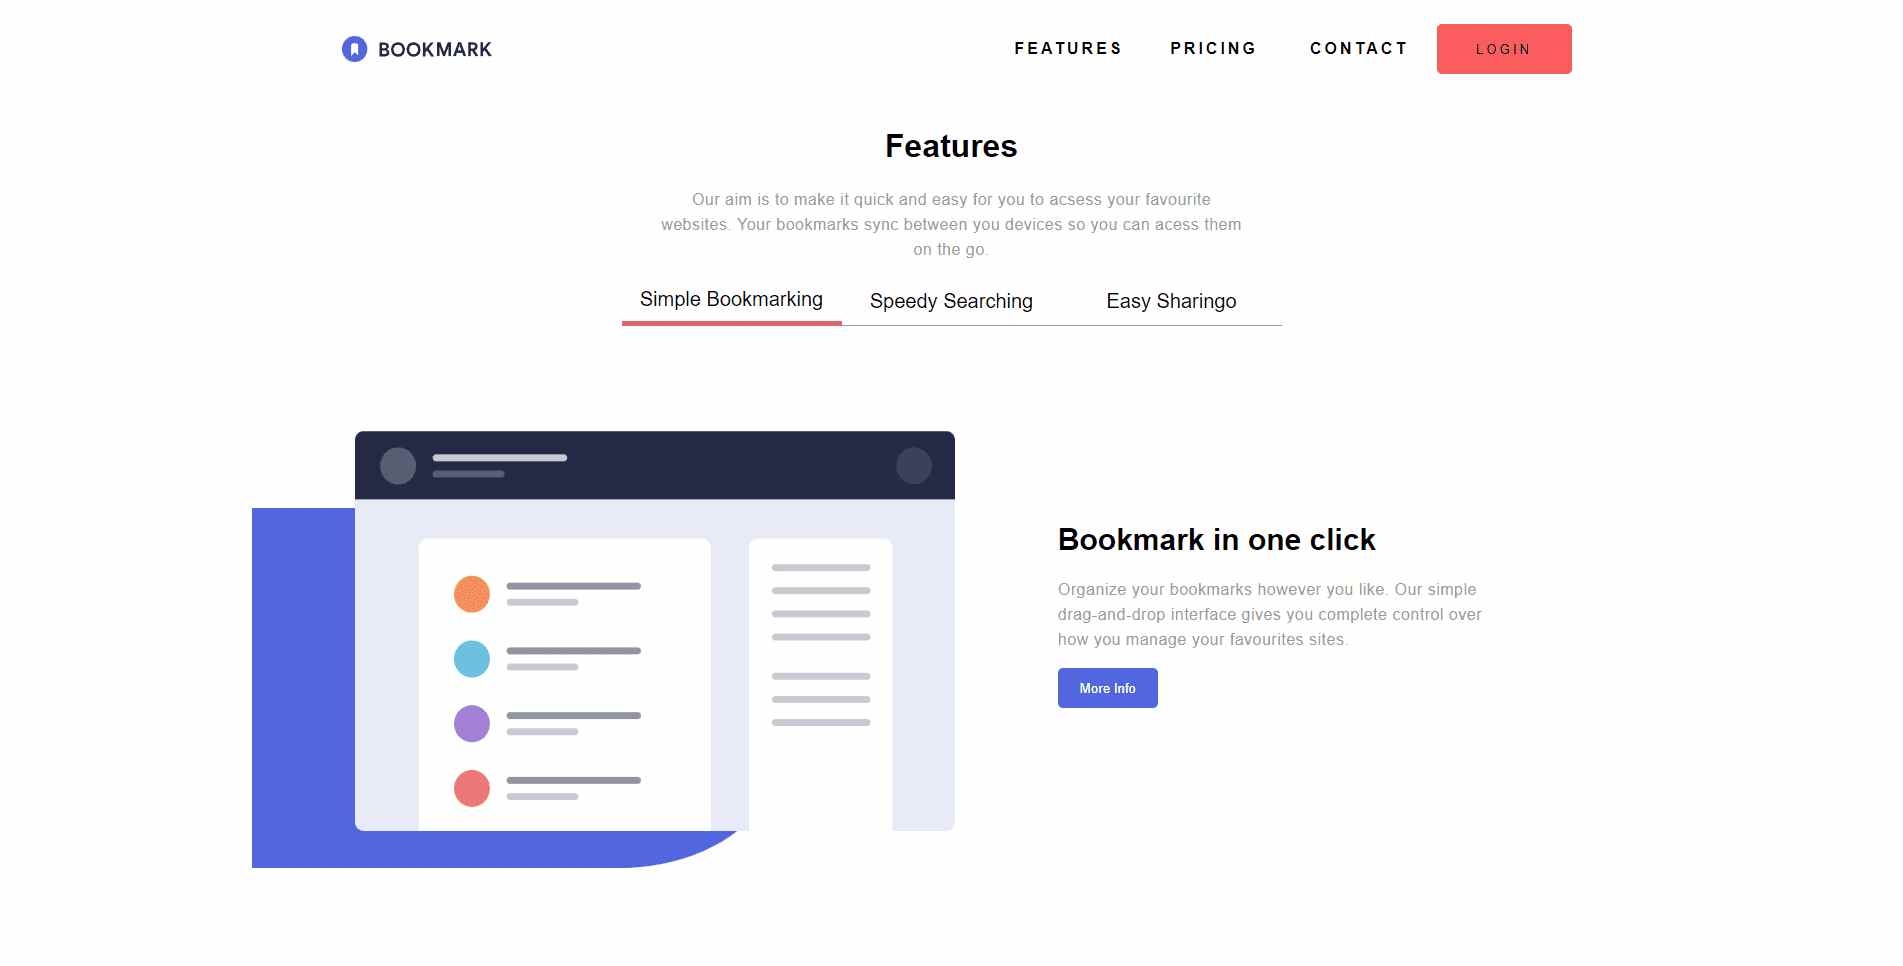 BOOKMARK
FEATURES
PRICING
CONTACT
LOGIN
Features
Our aim is to make it quick and easy for you to acsess your favourite
websites. Your bookmarks sync between you devices so you can acess them
on the go.
Simple Bookmarking
Speedy Searching
Easy Sharingo
Bookmark in one click
Organize your bookmarks however you like. Our simple
drag-and-drop interface gives you complete control over
how you manage your favourites sites.
More Info